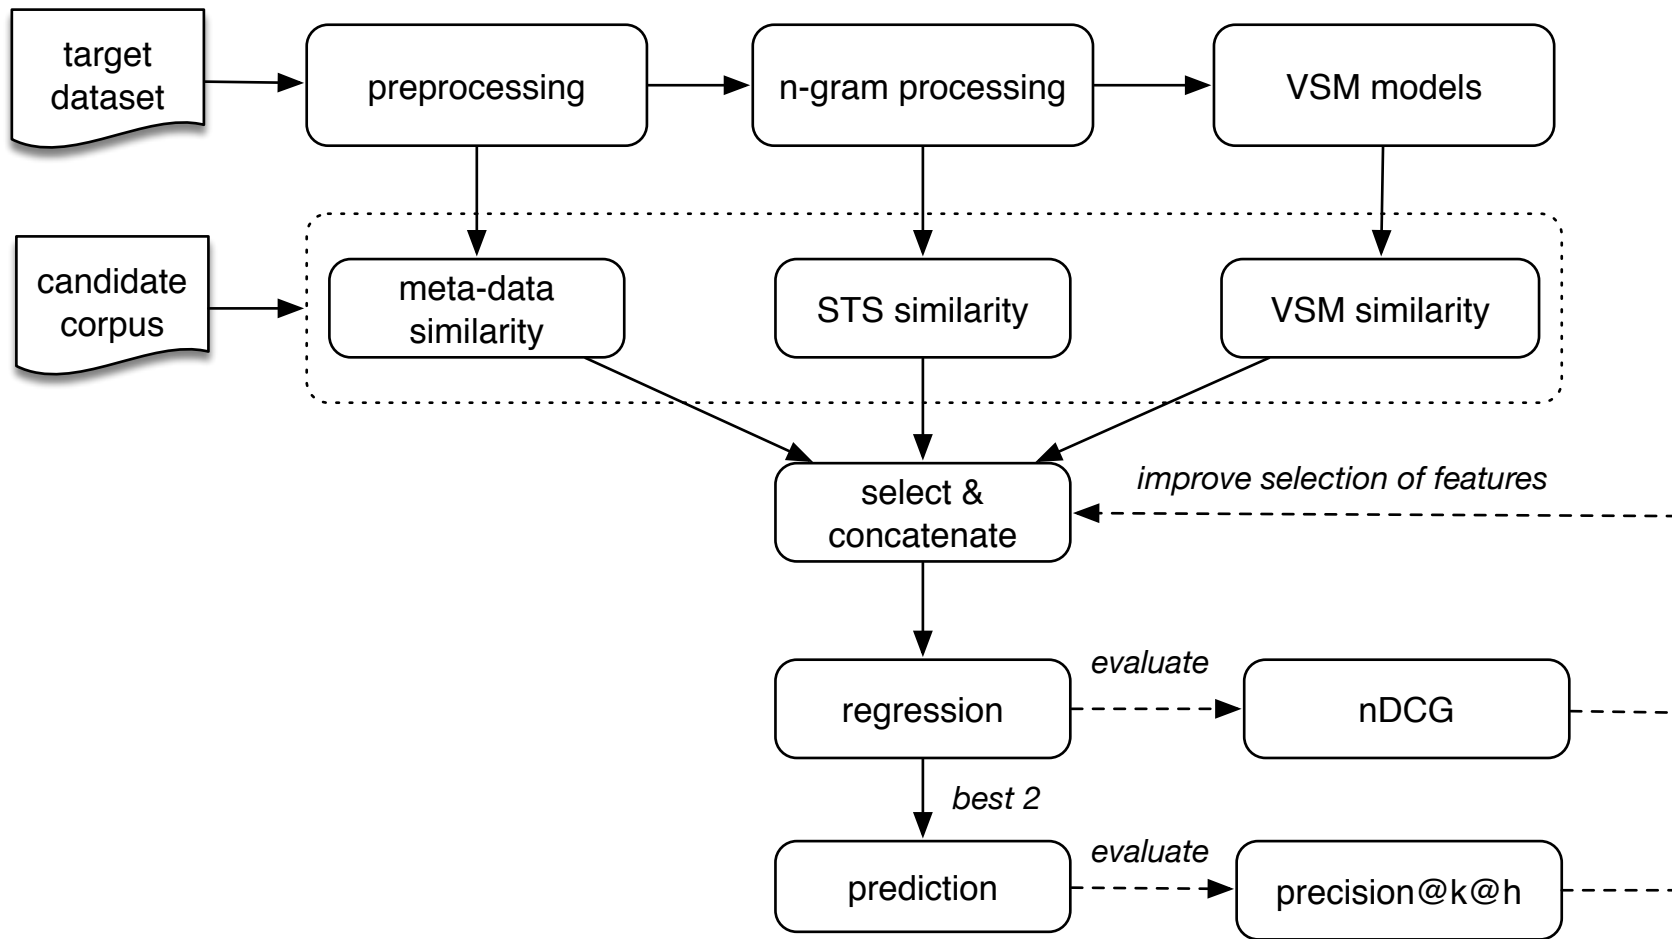 target
dataset
preprocessing
n-gram processing
VSM models
candidate
corpus
meta-data
similarity
STS similarity
VSM similarity
select &
concatenate
improve selection of features
regression
evaluate
nDCG
best 2
prediction
evaluate
precision@k@h